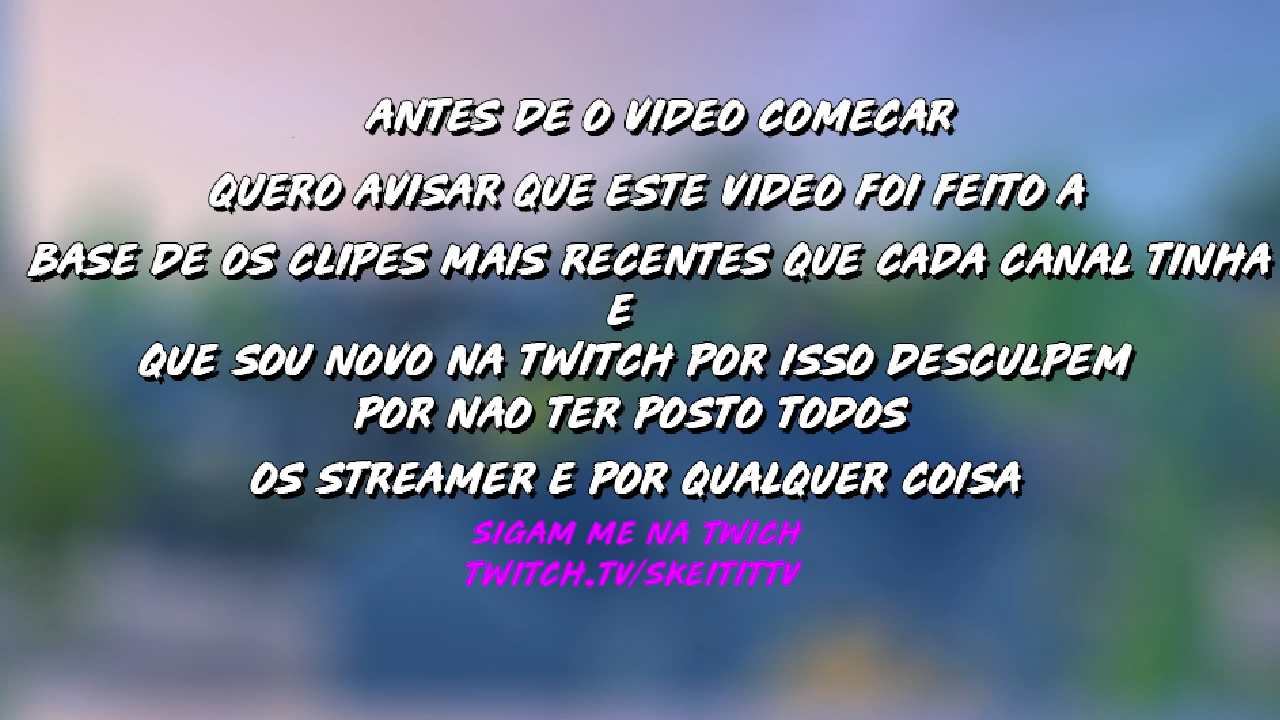 ANTES DE O VIDEO COMECAR
QUERO AVISAR QUE ESTE VIDEO FOI FEITO A
BASE DE OS CLIPES MAIS RECENTES QUE CADA CANAL TINHA
E
QUE SOU NOVO NA TWITCH POR ISSO DESCULPEM
POR NAO TER POSTO TODOS
OS STREAMER E POR QUALQUER COISA
SIGAM ME NA TWICH
TWITCH.TV/SKEITITTV